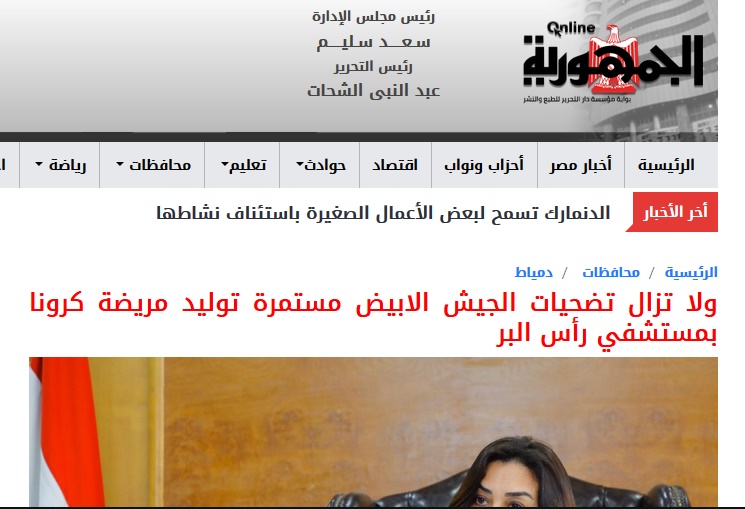 رئيس مجلس الإدارة
سـعـــد سـليـــم
رئيس التحرير
عبد النبى الشحات
Online
الجمهورية
بوابة مؤسسة دار التحرير للطبع والنشر
الرئيسية أخبار مصر أحزاب ونواب اقتصاد حوادث تعليم محافظات رياضة
أخر الأخبار الدنمارك تسمح لبعض الأعمال الصغيرة باستئناف نشاطها
الرئيسية / محافظات / دمياط
ولا تزال تضحيات الجيش الابيض مستمرة توليد مريضة كرونا
بمستشفي رأس البر